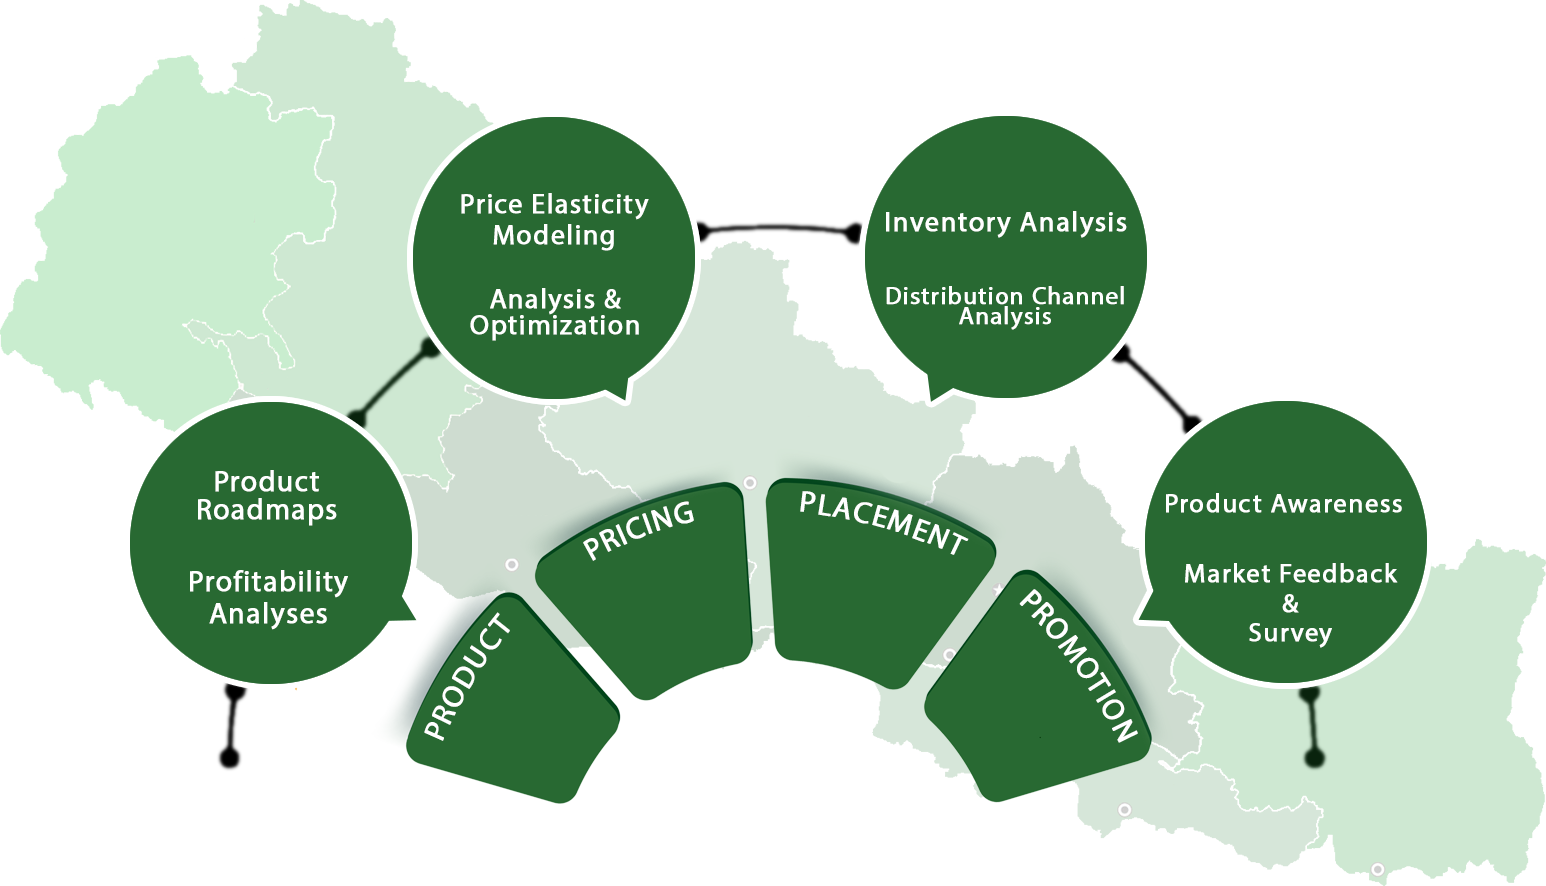 Price Elasticity
Modeling
Analysis &
Optimization
Inventory Analysis
Distribution Channel
Analysis
Product
Roadmaps
Profitability
Analyses
Product Awareness
Market Feedback
&
Survey
PRODUCT
PRICING
PLACEMENT
PROMOTION